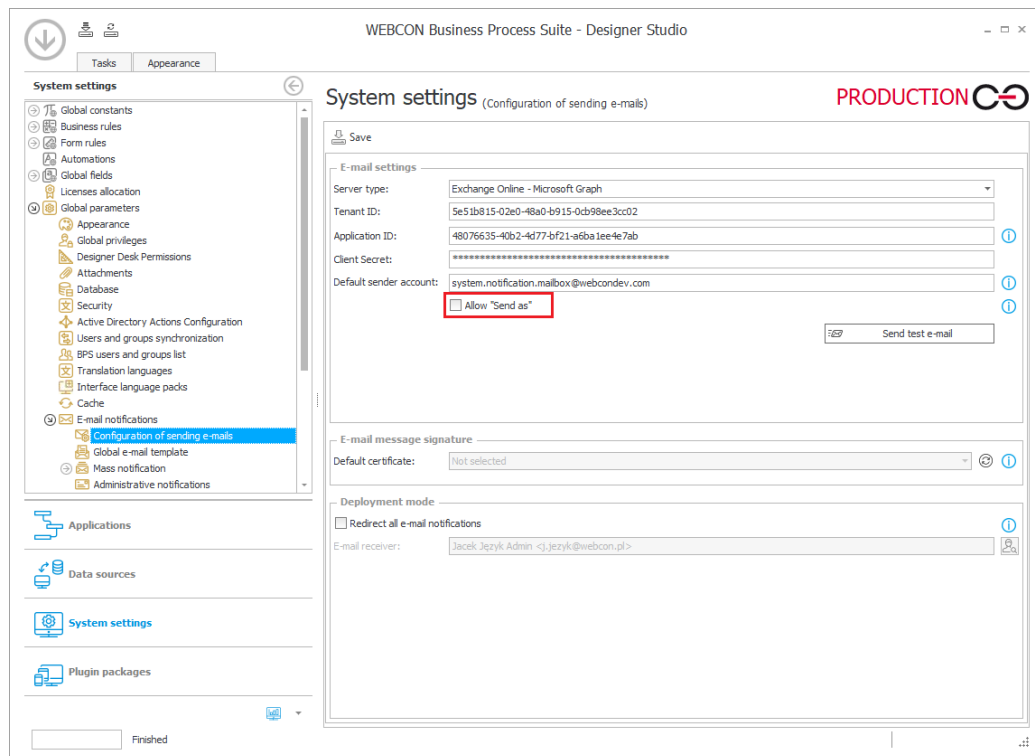 WEBCON Business Process Suite - Designer Studio
Tasks
Appearance
System settings
Global constants
Business rules
Form rules
Automations
Global fields
Licenses allocation
Global parameters
Appearance
Global privileges
Designer Desk Permissions
Attachments
Database
Security
Active Directory Actions Configuration
Users and groups synchronization
BPS users and groups list
Translation languages
Interface language packs
Cache
E-mail notifications
Configuration of sending e-mails
Global e-mail template
Mass notification
Administrative notifications
Applications
Data sources
System settings
Plugin packages
Finished
System settings (Configuration of sending e-mails)
PRODUCTION
Save
E-mail settings
Server type: Exchange Online - Microsoft Graph
Tenant ID: 5e51b815-02e0-48a0-b915-0cb98ee3cc02
Application ID: 48076635-40b2-4d77-bf21-a6ba1ee4e7ab
Client Secret: ****************************************
Default sender account: system.notification.mailbox@webcondev.com
Allow "Send as"
Send test e-mail
E-mail message signature
Default certificate: Not selected
Deployment mode
Redirect all e-mail notifications
E-mail receiver: Jacek Język Admin <j.jezyk@webcon.pl>